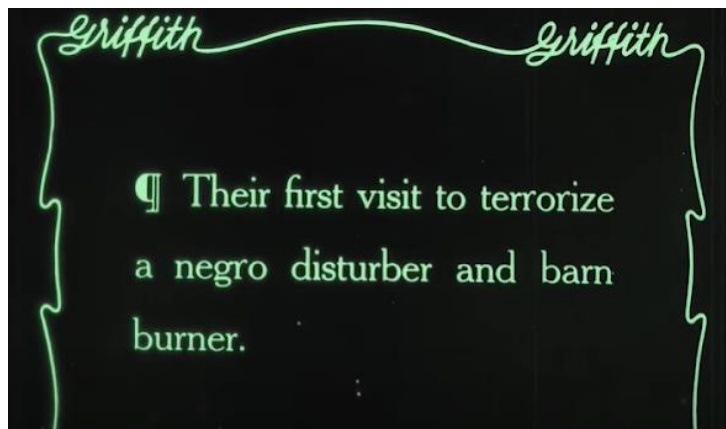 Griffith Griffith
¶ Their first visit to terrorize
a negro disturber and barn
burner.